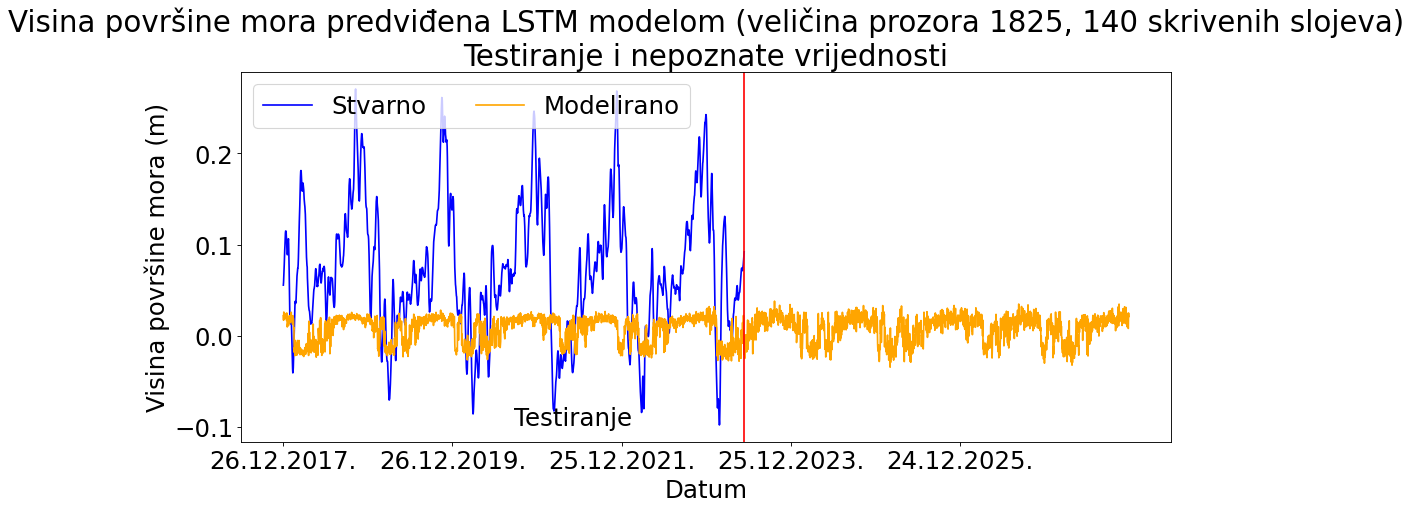 Visina površine mora predviđena LSTM modelom (veličina prozora 1825, 140 skrivenih slojeva)
Testiranje i nepoznate vrijednosti
Stvarno
Modelirano
Visina površine mora (m)
0.2
0.1
0.0
−0.1
Testiranje
26.12.2017.
26.12.2019.
25.12.2021.
25.12.2023.
24.12.2025.
Datum